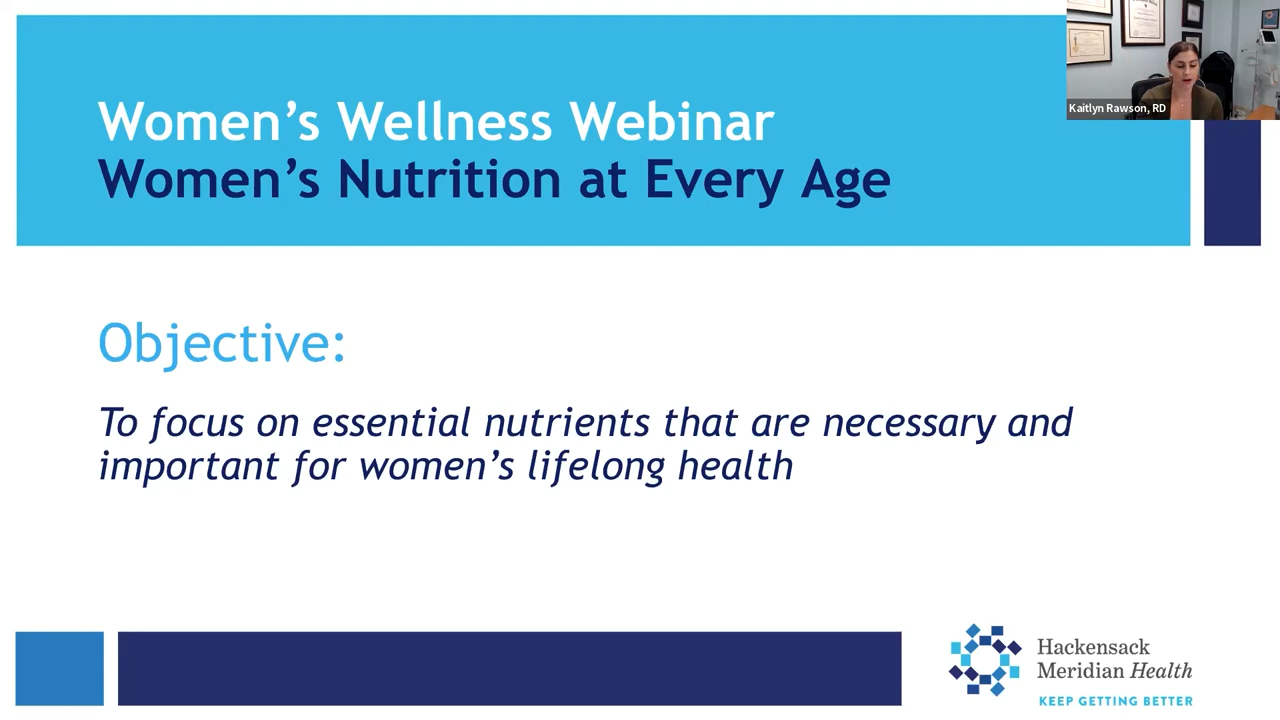 Women's Wellness Webinar
Women's Nutrition at Every Age
Kaitlyn Rawson, RD
Objective:
To focus on essential nutrients that are necessary and
important for women's lifelong health
Hackensack
Meridian Health
KEEP GETTING BETTER